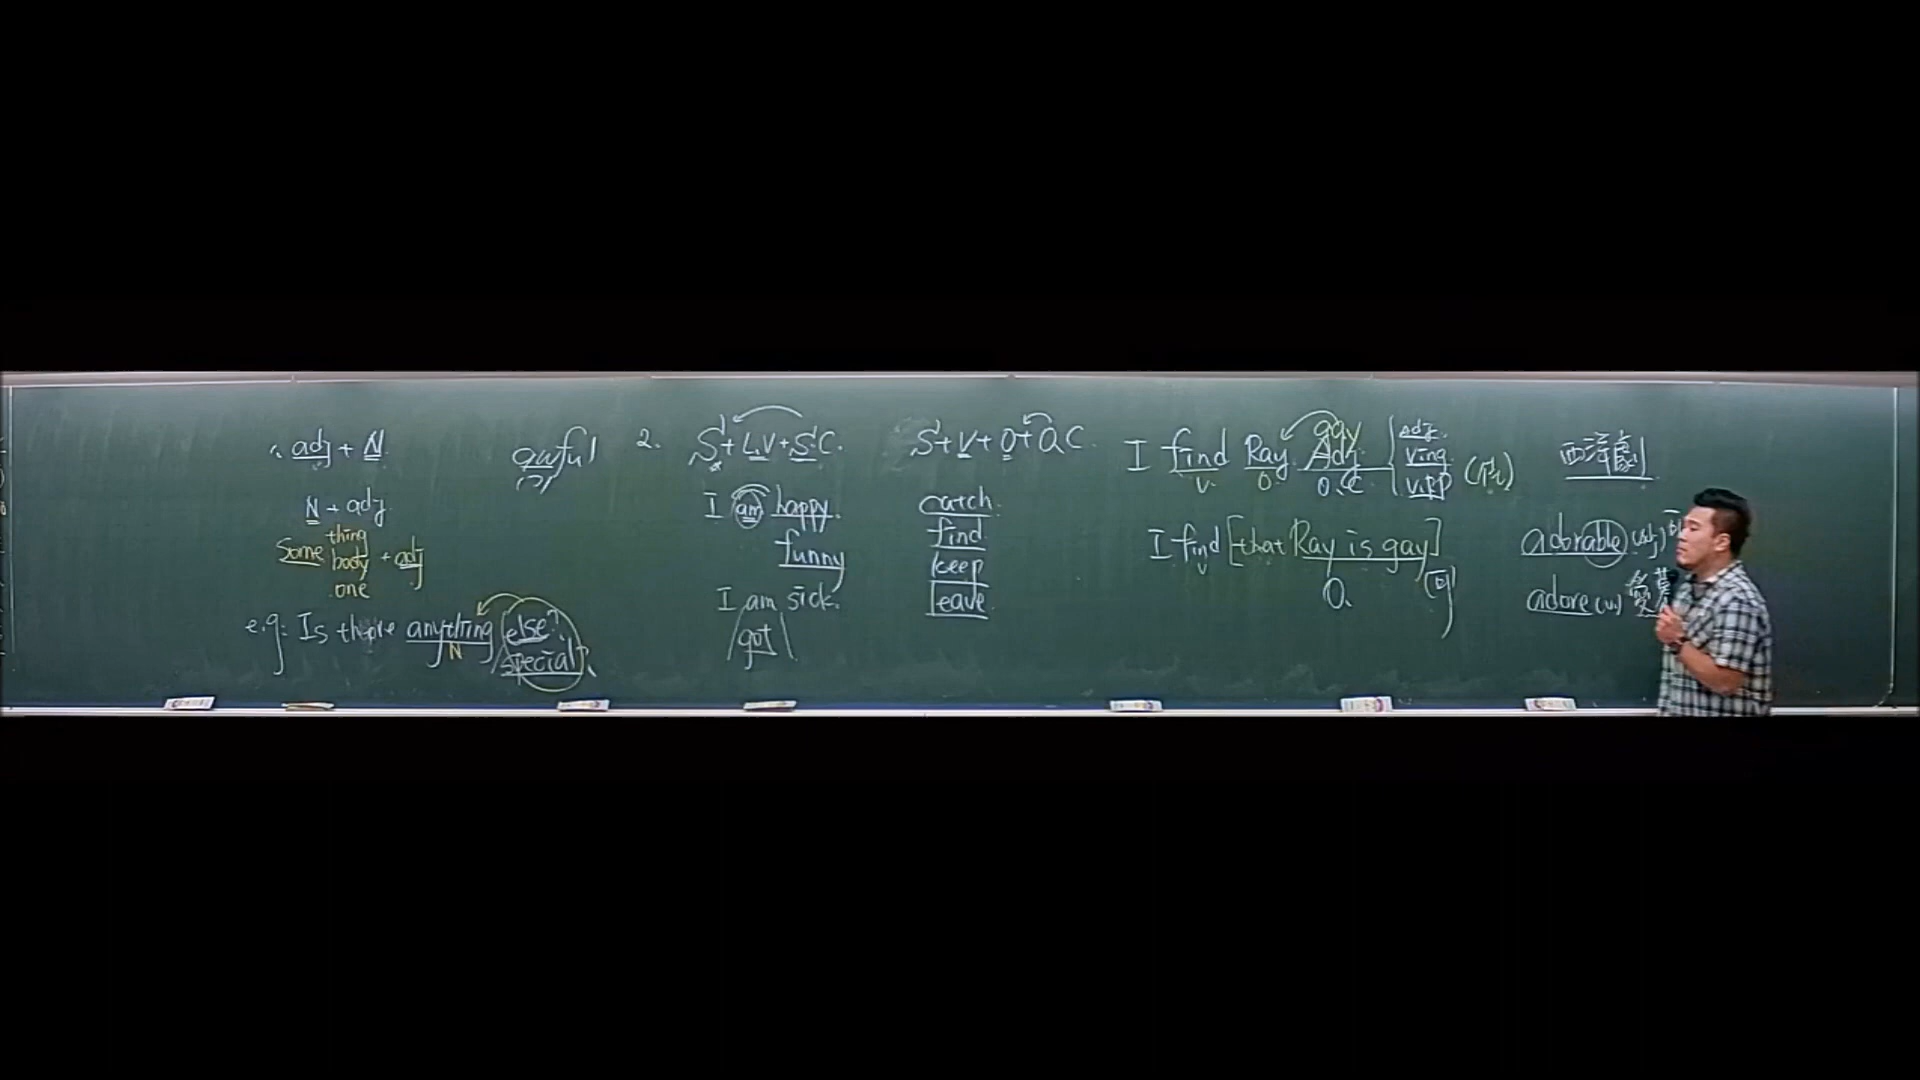 1. adj + N
N + adj
Some thing
body + adj
one
e.g: Is there anything else?
N special?
awful
2. S + L.V + S.C.
I am happy.
funny
I am sick.
got
S + V + O + O.C.
catch
find
keep
leave
I find Ray Adj
gay
V. O. O.C
adj.
Ving
V.pp
I find [that Ray is gay]
V O.
西洋劇
adorable (adj)
adore (v)